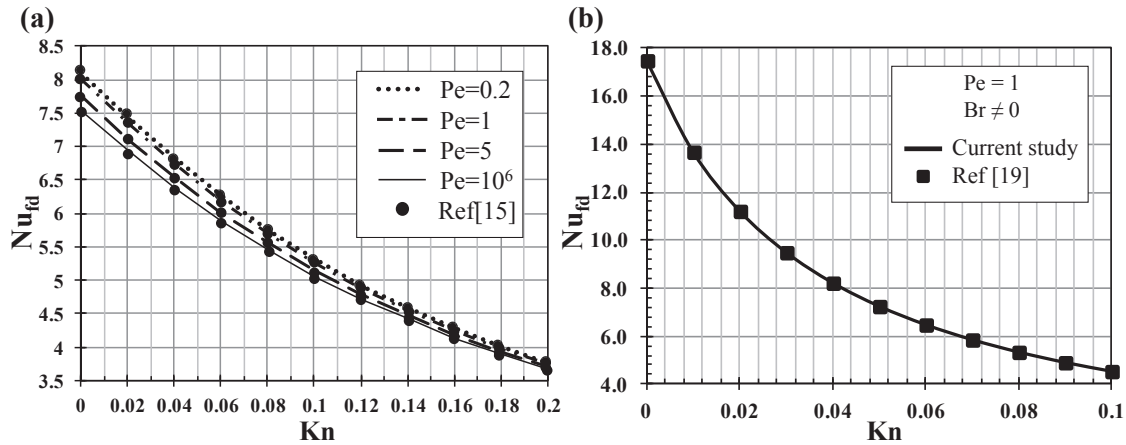 (a)
8.5
8
7.5
7
6.5
6
5.5
5
4.5
4
3.5
Nu_fd
0 0.02 0.04 0.06 0.08 0.1 0.12 0.14 0.16 0.18 0.2
Kn
Pe=0.2
Pe=1
Pe=5
Pe=10⁶
Ref[15]
(b)
18.0
16.0
14.0
12.0
10.0
8.0
6.0
4.0
Nu_fd
0 0.02 0.04 0.06 0.08 0.1
Kn
Pe = 1
Br ≠ 0
Current study
Ref [19]